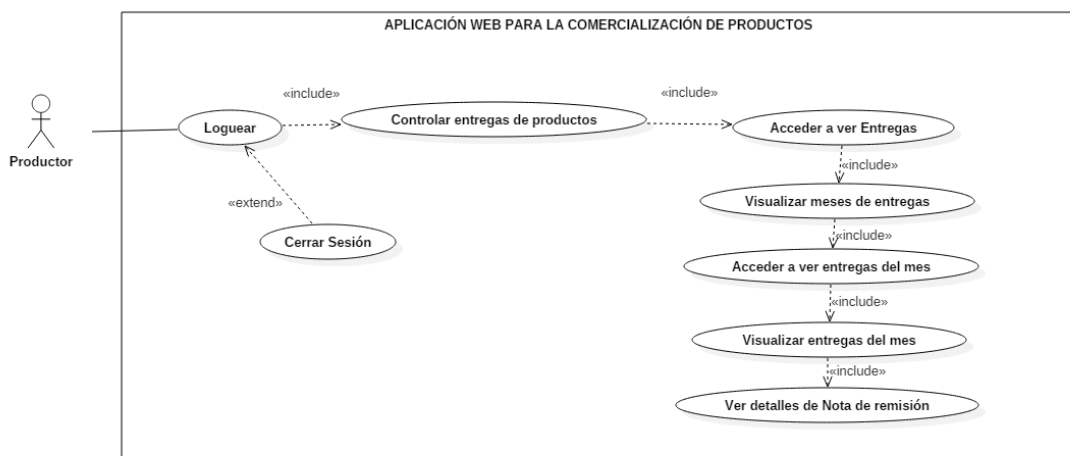 APLICACIÓN WEB PARA LA COMERCIALIZACIÓN DE PRODUCTOS
Productor
Loguear
«include»
Controlar entregas de productos
«include»
Acceder a ver Entregas
«include»
Visualizar meses de entregas
«extend»
Cerrar Sesión
«include»
Acceder a ver entregas del mes
«include»
Visualizar entregas del mes
«include»
Ver detalles de Nota de remisión